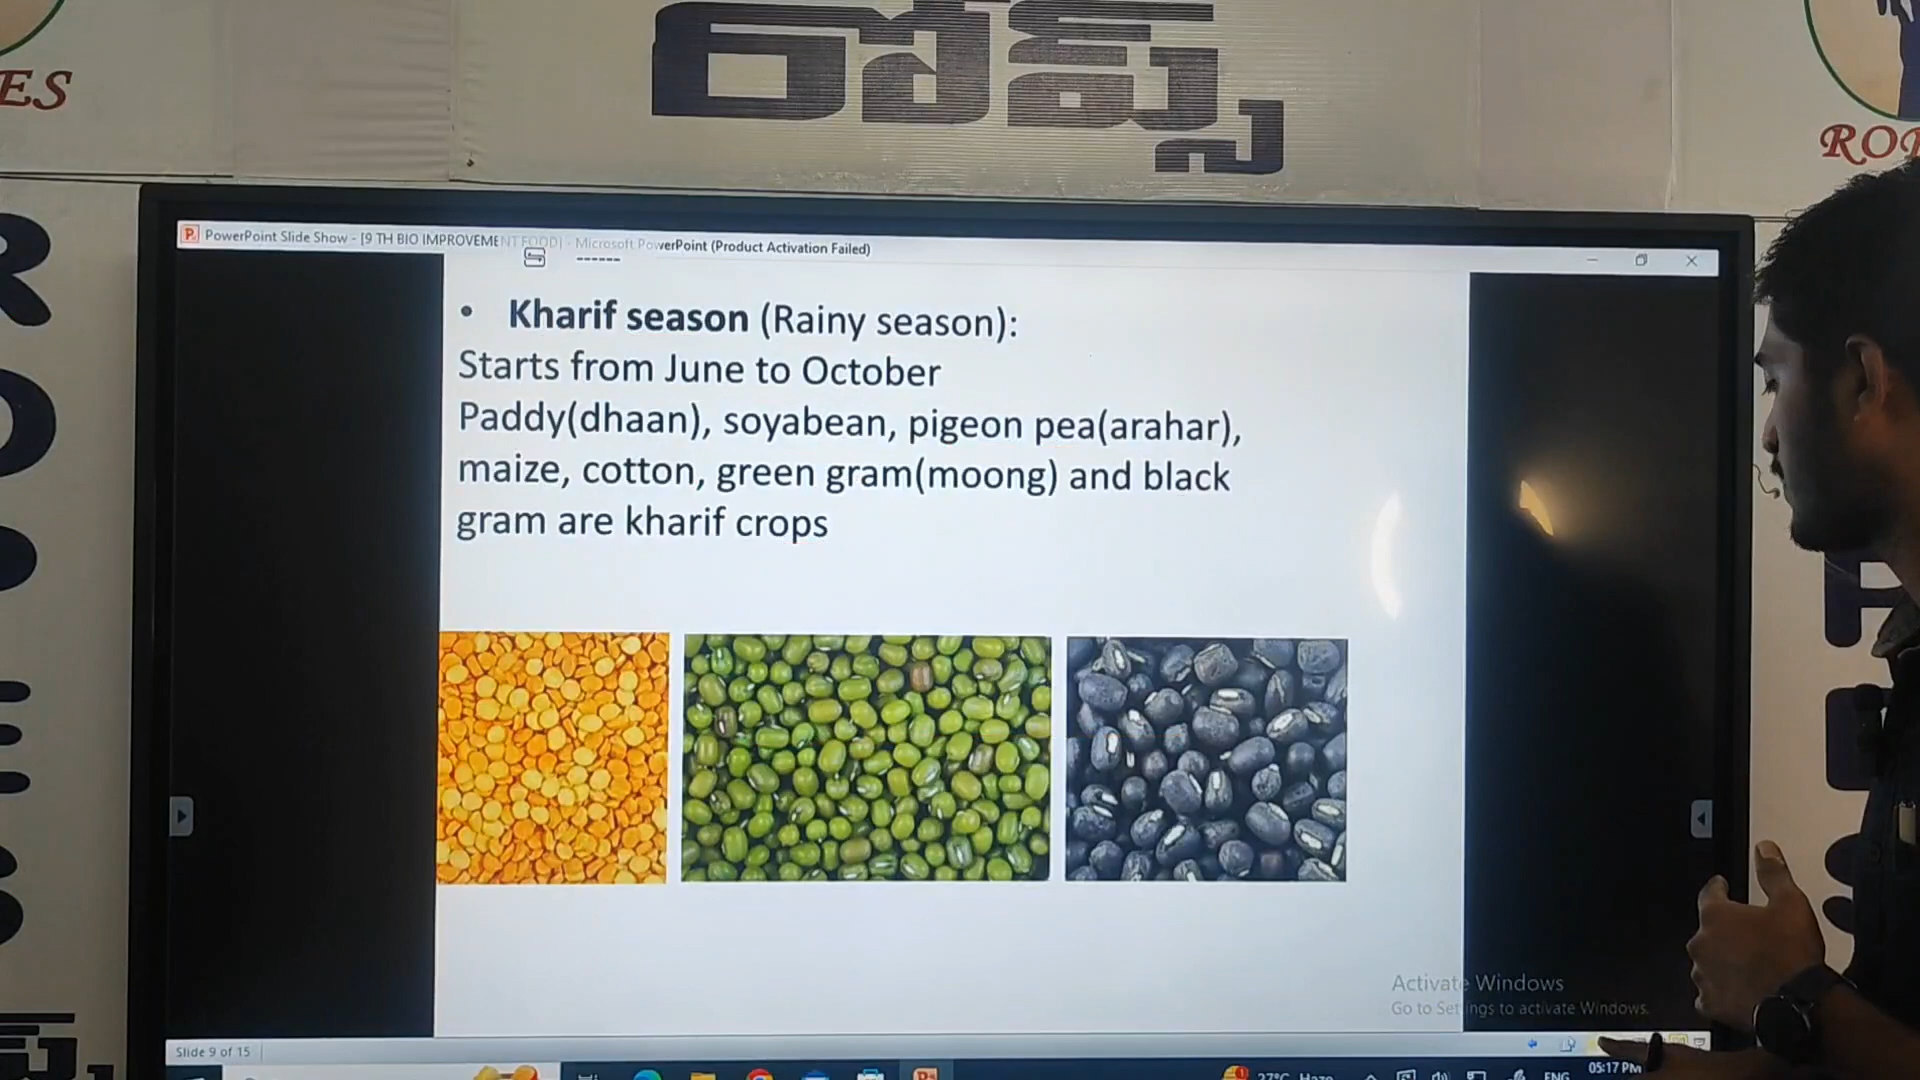 రోప్స్
ES
PowerPoint Slide Show - [9 TH BIO IMPROVEMENT FOOD] - Microsoft PowerPoint (Product Activation Failed)
• Kharif season (Rainy season):
Starts from June to October
Paddy(dhaan), soyabean, pigeon pea(arahar),
maize, cotton, green gram(moong) and black
gram are kharif crops
Activate Windows
Go to Settings to activate Windows.
Slide 9 of 15
27°C Haze
ENG
05:17 PM